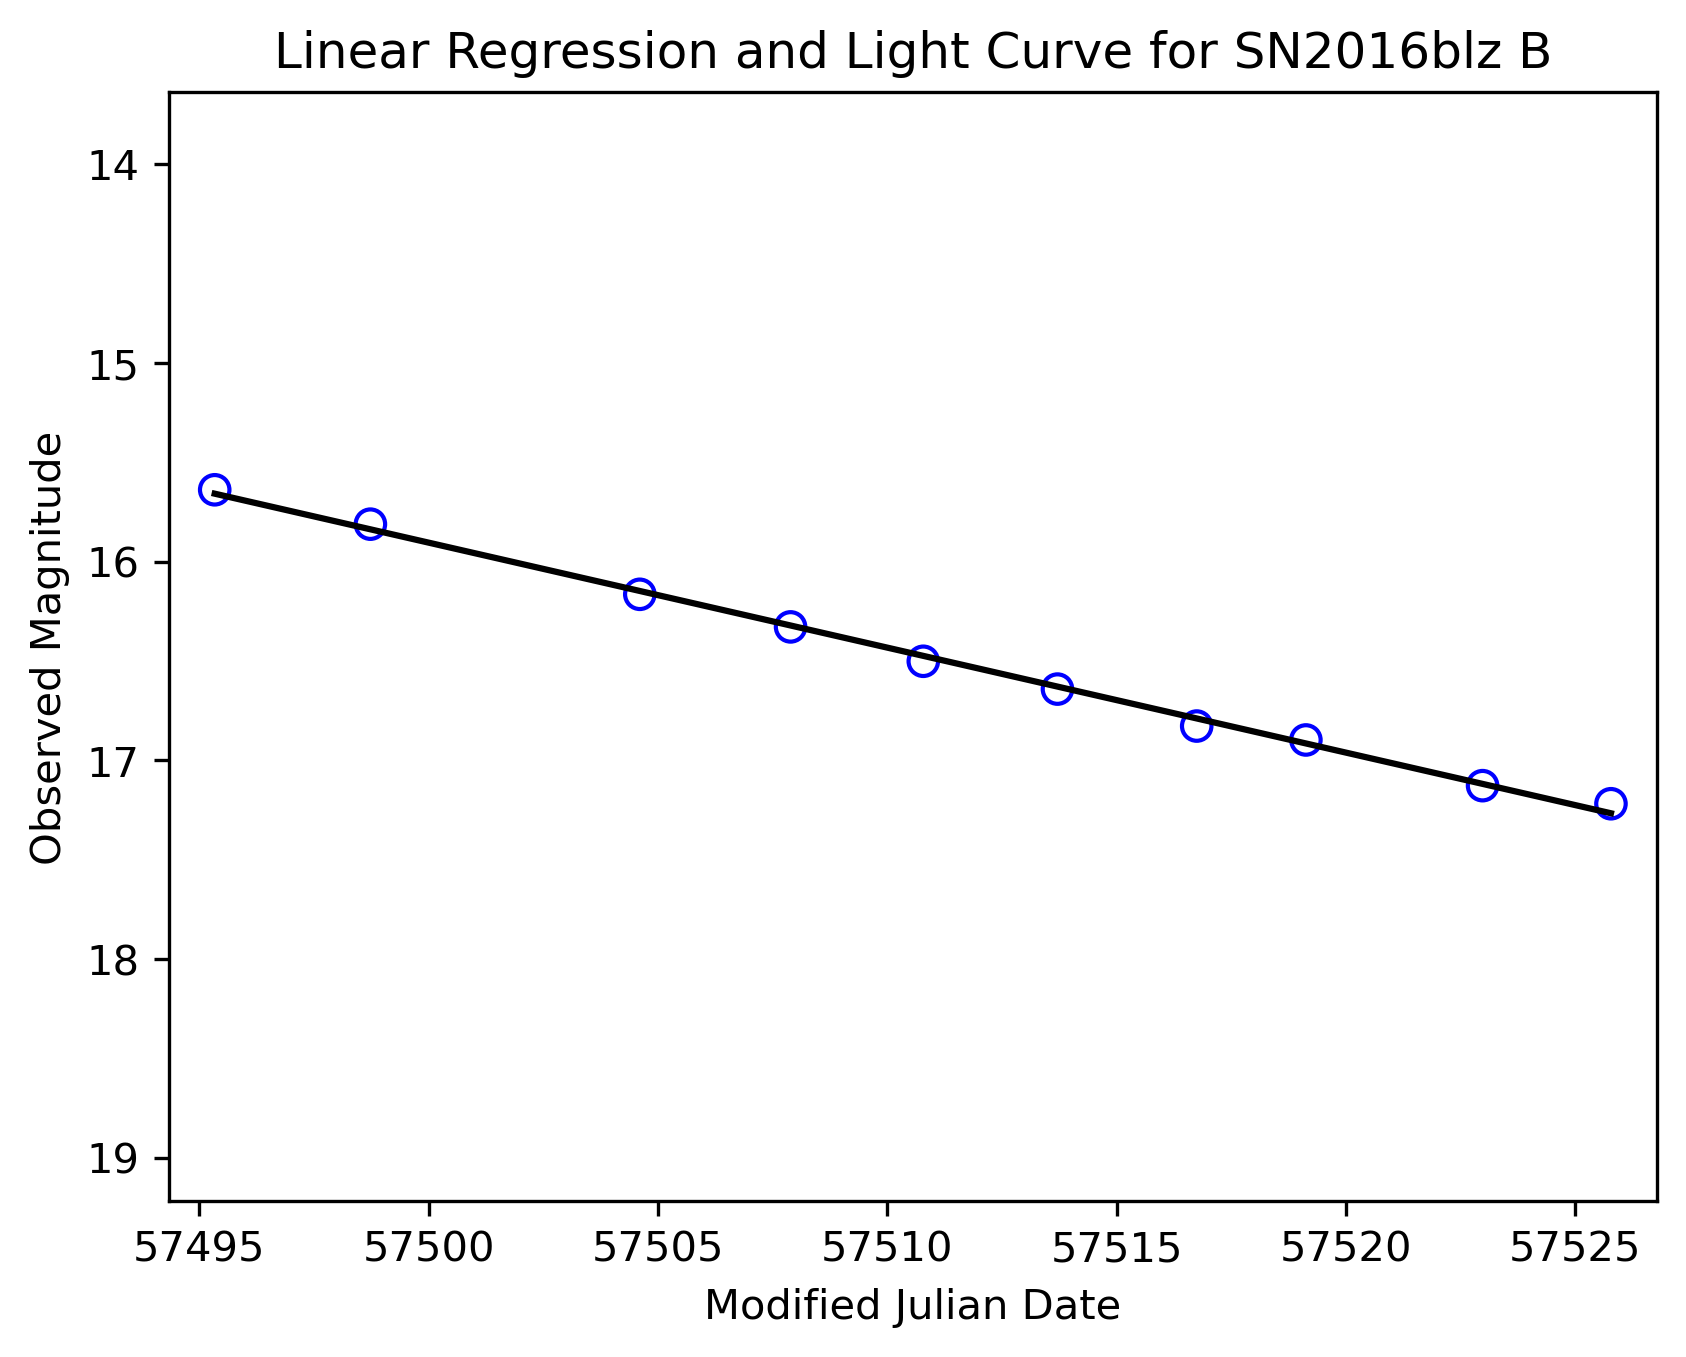 Linear Regression and Light Curve for SN2016blz B
14
15
16
17
18
19
Observed Magnitude
57495 57500 57505 57510 57515 57520 57525
Modified Julian Date